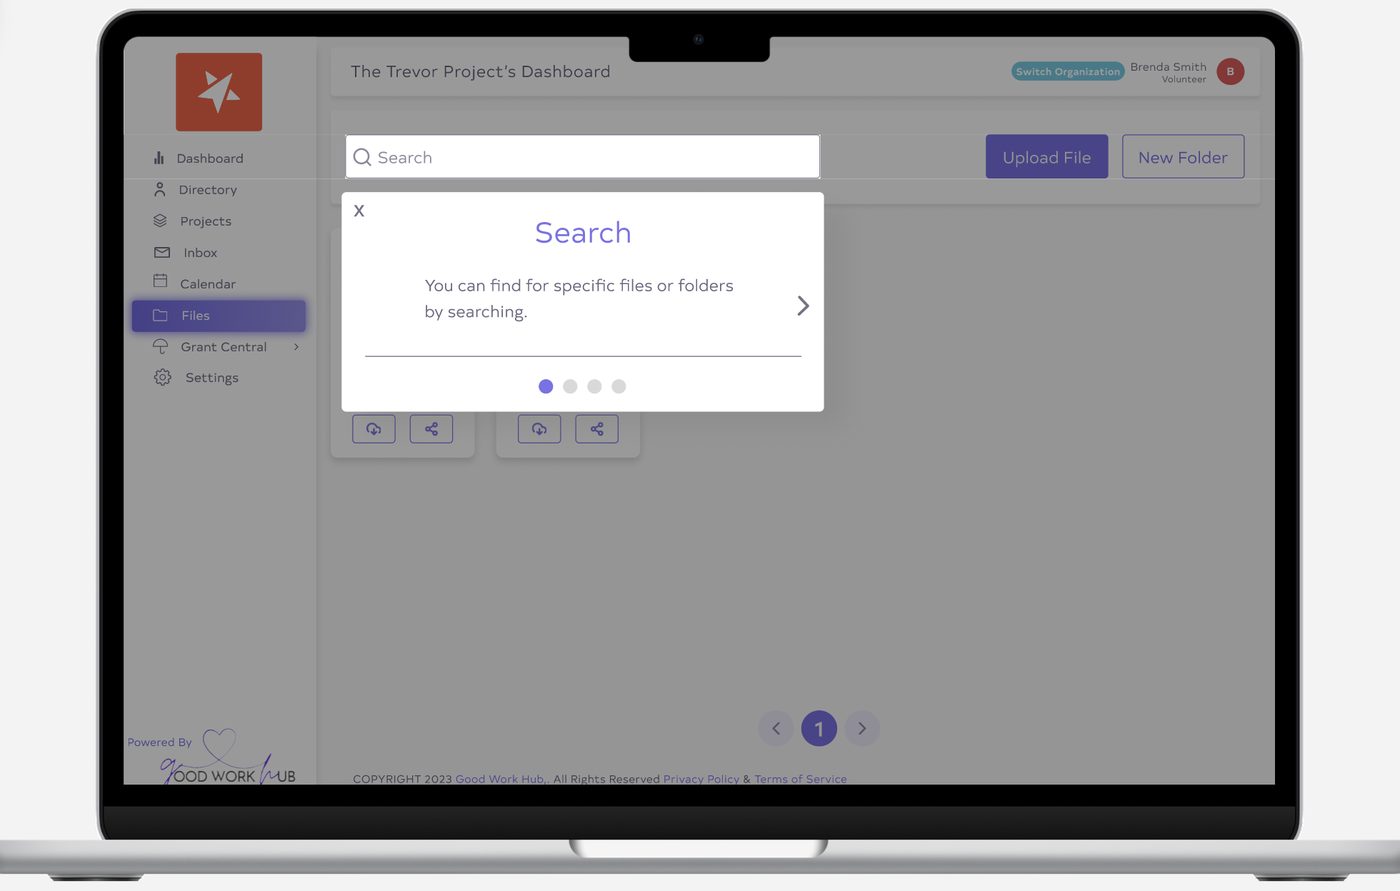 The Trevor Project's Dashboard
Switch Organization
Brenda Smith
Volunteer
B
Dashboard
Directory
Projects
Inbox
Calendar
Files
Grant Central
Settings
Search
Upload File
New Folder
X
Search
You can find for specific files or folders
by searching.
1
Powered By
GOOD WORK HUB
COPYRIGHT 2023 Good Work Hub,. All Rights Reserved Privacy Policy & Terms of Service